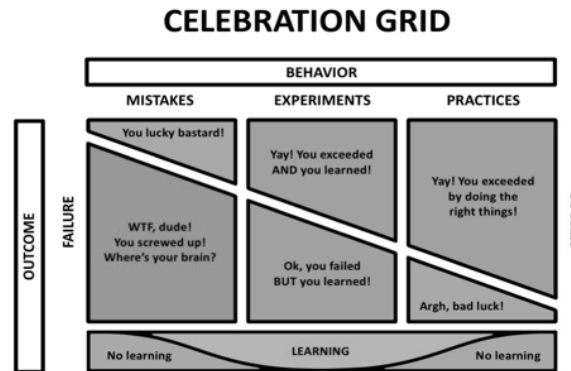 CELEBRATION GRID
BEHAVIOR
MISTAKES
EXPERIMENTS
PRACTICES
OUTCOME
FAILURE
You lucky bastard!
Yay! You exceeded
AND you learned!
Yay! You exceeded
by doing the
right things!
WTF, dude!
You screwed up!
Where's your brain?
Ok, you failed
BUT you learned!
Argh, bad luck!
No learning
LEARNING
No learning